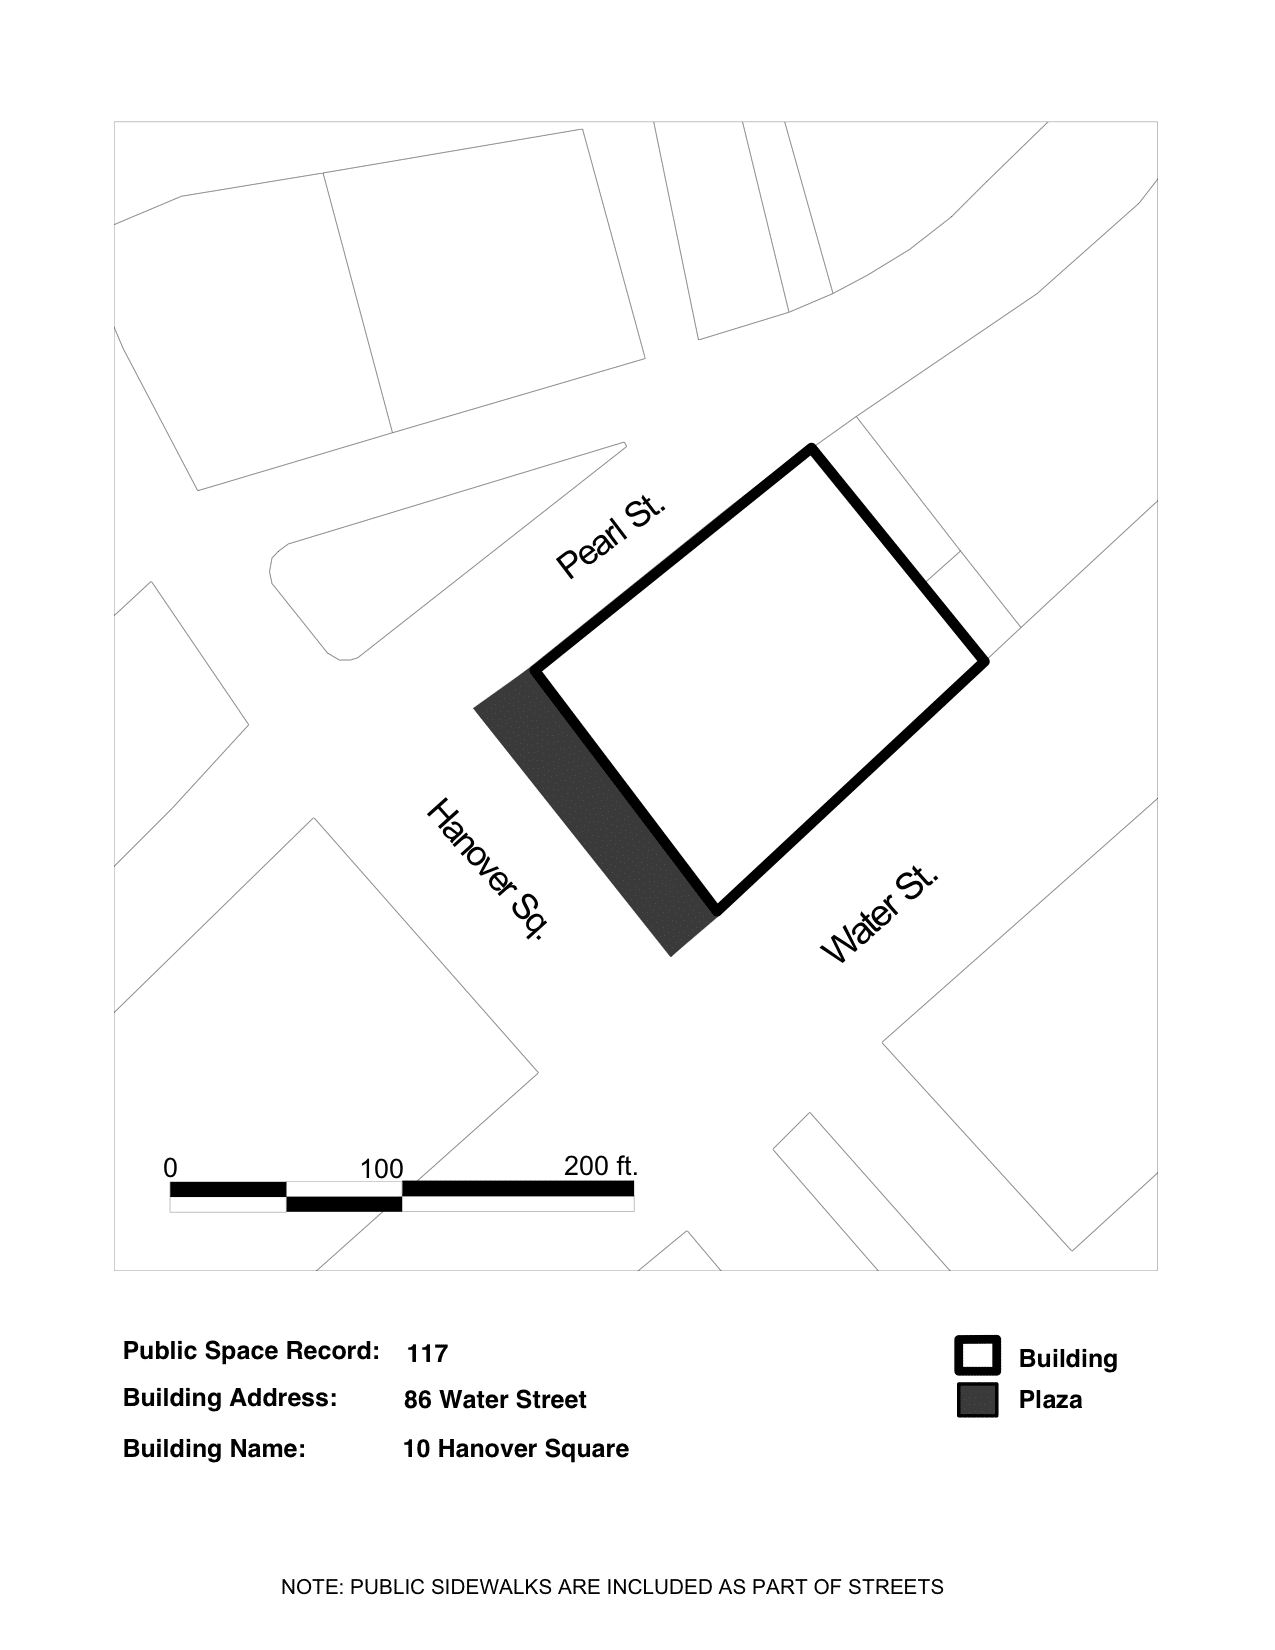 Pearl St.
Hanover Sq.
Water St.
0 100 200 ft.
Public Space Record: 117
Building Address: 86 Water Street
Building Name: 10 Hanover Square
Building
Plaza
NOTE: PUBLIC SIDEWALKS ARE INCLUDED AS PART OF STREETS